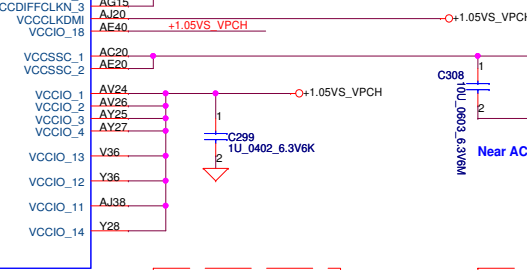 CCDIFFCLKN_3 AG15
VCCCLKDMI AJ20 +1.05VS_VPCH
VCCIO_18 AE40 +1.05VS_VPCH
VCCSSC_1 AC20
VCCSSC_2 AE20
1
C308
10U_0603_6.3V6M
2
VCCIO_1 AV24 +1.05VS_VPCH
VCCIO_2 AV26
VCCIO_3 AY25
VCCIO_4 AY27
1
C299
1U_0402_6.3V6K
2
VCCIO_13 V36
Near AC
VCCIO_12 Y36
VCCIO_11 AJ38
VCCIO_14 Y28